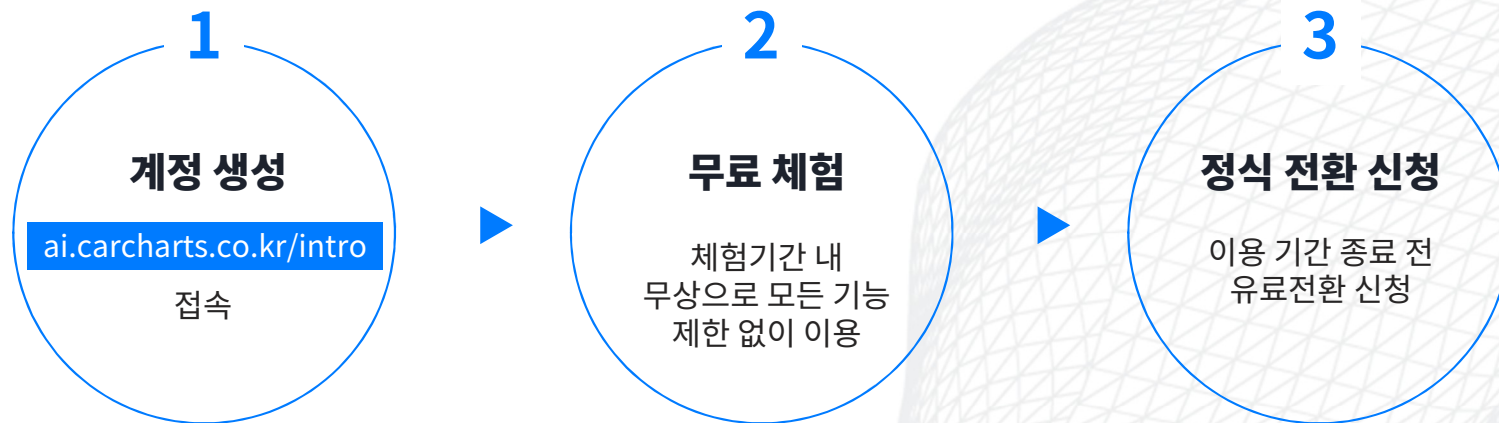 1
계정 생성
ai.carcharts.co.kr/intro
접속
2
무료 체험
체험기간 내
무상으로 모든 기능
제한 없이 이용
3
정식 전환 신청
이용 기간 종료 전
유료전환 신청